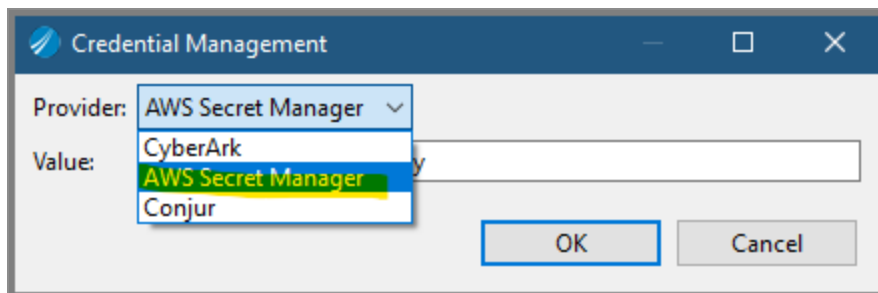 Credential Management
Provider: AWS Secret Manager
CyberArk
Value: y
AWS Secret Manager
Conjur
OK Cancel